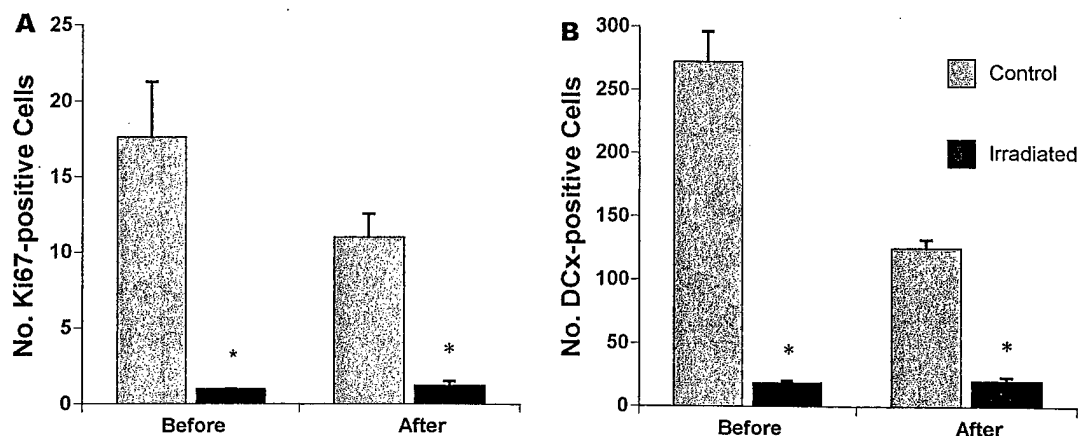 A
No. Ki67-positive Cells
25
20
15
10
5
0
*
*
Before
After
B
No. DCx-positive Cells
300
250
200
150
100
50
0
*
*
Before
After
Control
Irradiated